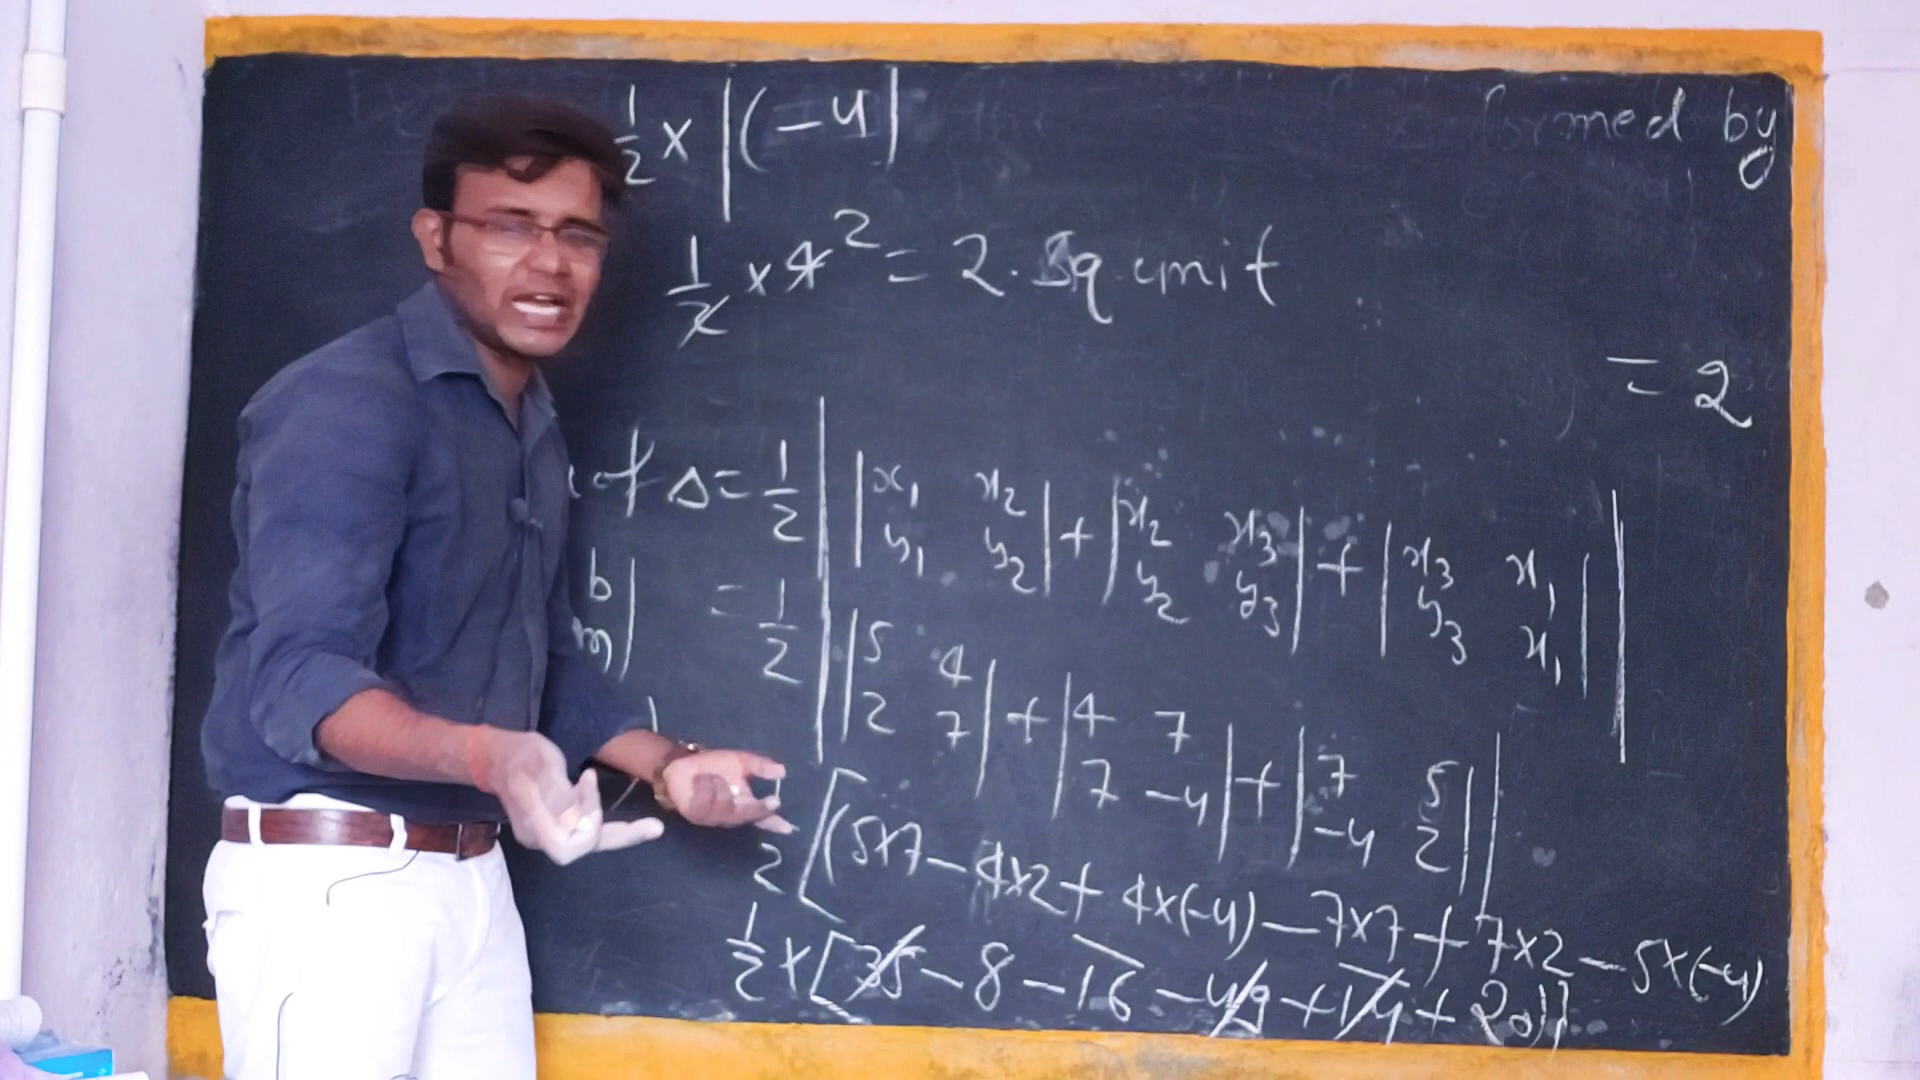 1/2 × |(-4|
formed by
1/2 × 4 2 = 2. Sq unit
= 2
of Δ = 1/2 | |x₁ x₂ y₁ y₂| + |x₂ x₃ y₂ y₃| + |x₃ x₁ y₃ x₁| |
b
m| = 1/2 | |5 4 2 7| + |4 7 7 -4| + |7 5 -4 2| |
1/2 [(5×7 - 4×2 + 4×(-4) - 7×7 + 7×2 - 5×(-4)
1/2 × [35 - 8 - 16 - 49 + 14 + 20]]